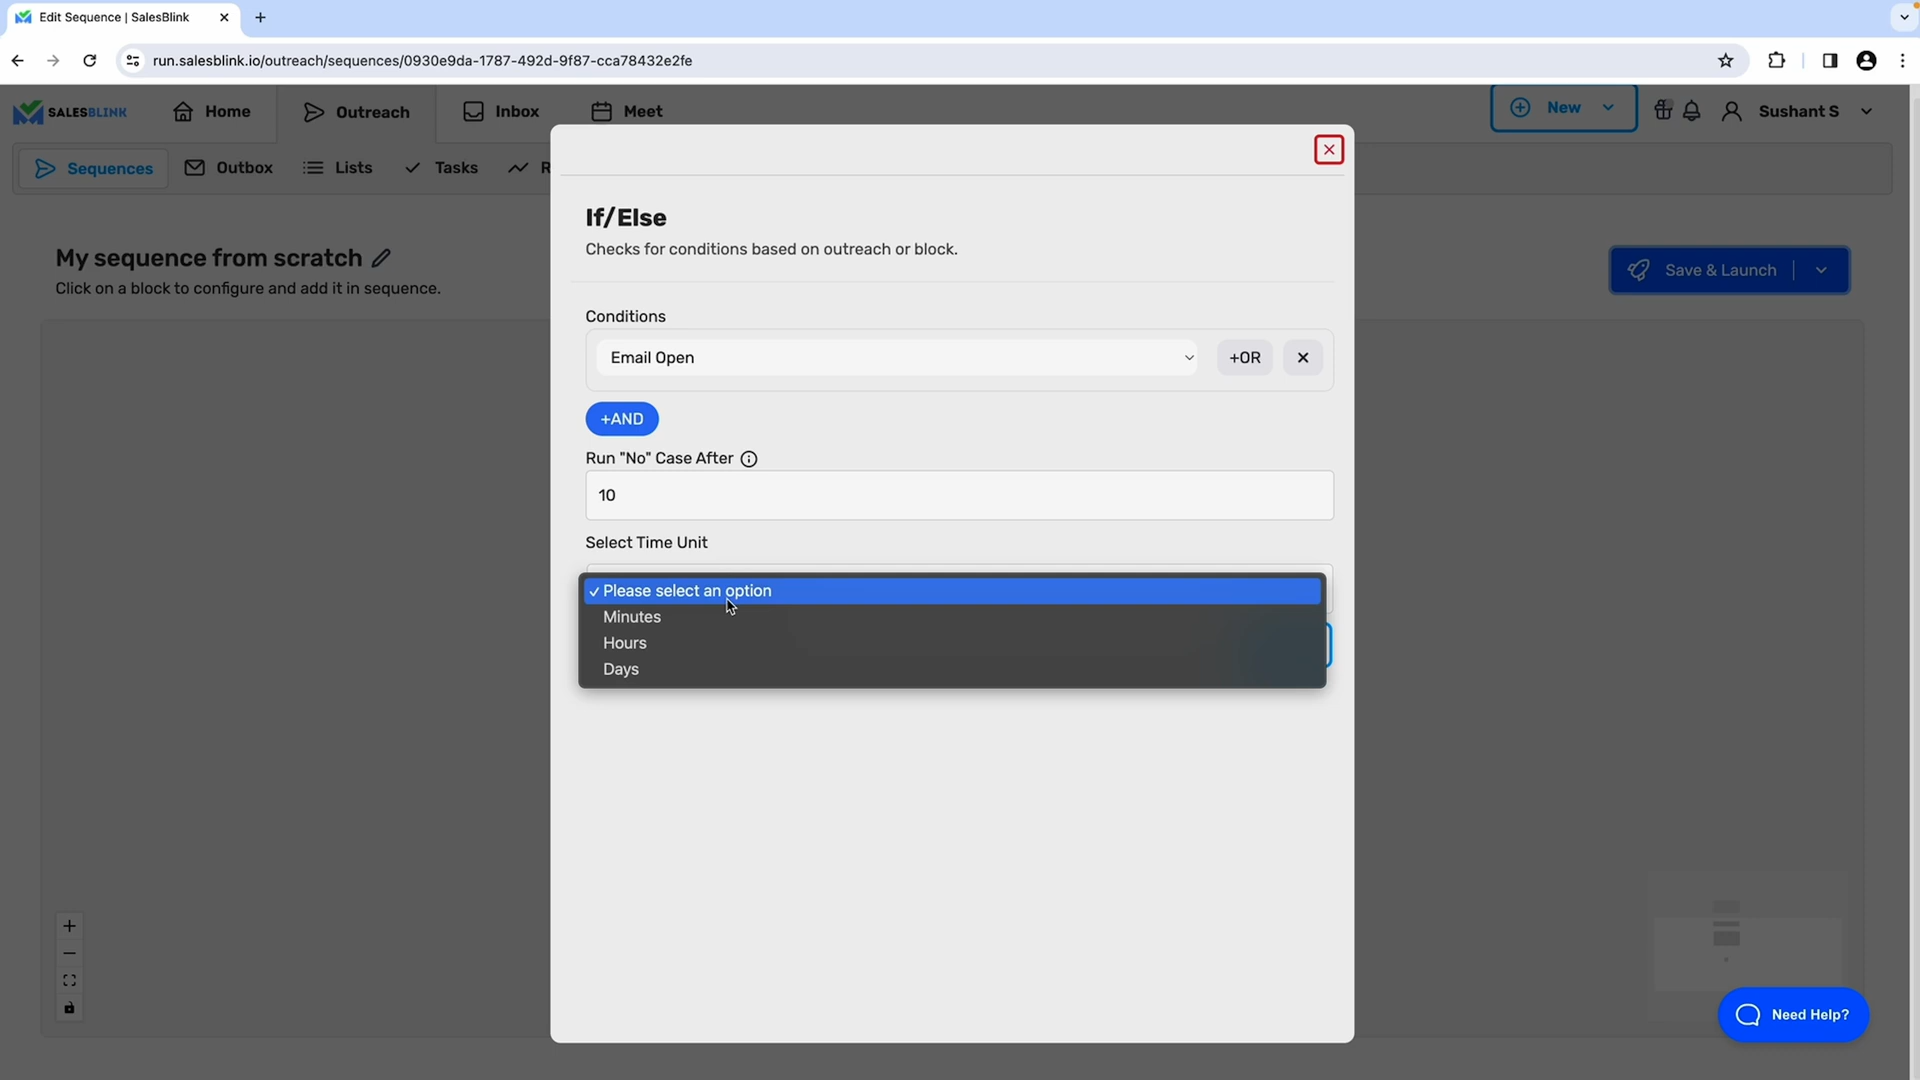 Edit Sequence | SalesBlink
run.salesblink.io/outreach/sequences/0930e9da-1787-492d-9f87-cca78432e2fe
SALESBLINK
Home
Outreach
Inbox
Meet
New
Sushant S
Sequences
Outbox
Lists
Tasks
R
My sequence from scratch
Click on a block to configure and add it in sequence.
Save & Launch
If/Else
Checks for conditions based on outreach or block.
Conditions
Email Open
+OR
+AND
Run "No" Case After
10
Select Time Unit
✓ Please select an option
Minutes
Hours
Days
Need Help?